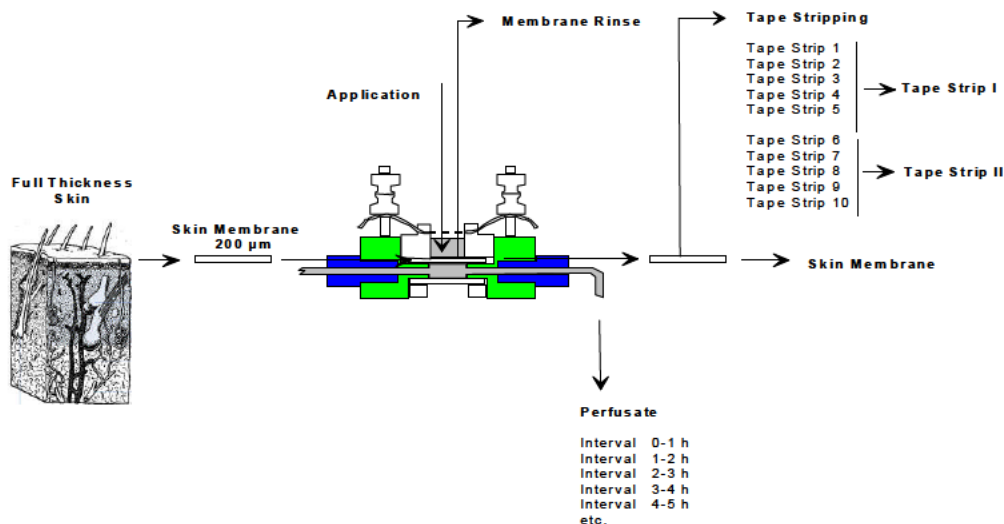 Membrane Rinse
Tape Stripping
Tape Strip 1
Tape Strip 2
Tape Strip 3
Tape Strip 4
Tape Strip 5
Tape Strip I
Application
Tape Strip 6
Tape Strip 7
Tape Strip 8
Tape Strip 9
Tape Strip 10
Tape Strip II
Full Thickness
Skin
Skin Membrane
200 µm
Skin Membrane
Perfusate
Interval 0-1 h
Interval 1-2 h
Interval 2-3 h
Interval 3-4 h
Interval 4-5 h
etc.